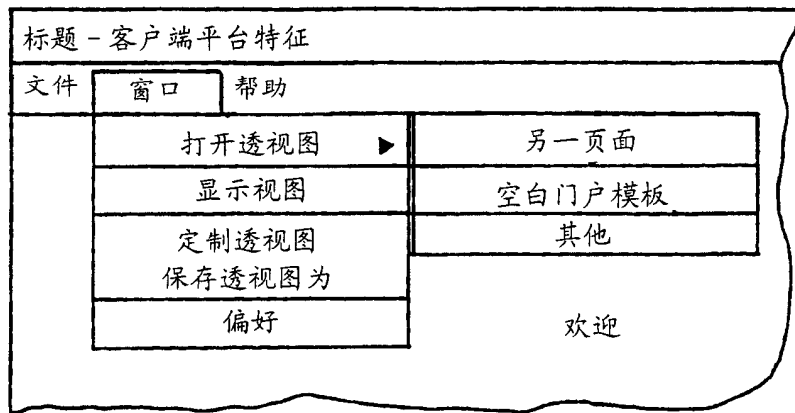 标题-客户端平台特征
文件 窗口 帮助
打开透视图
显示视图
定制透视图
保存透视图为
偏好
另一页面
空白门户模板
其他
欢迎